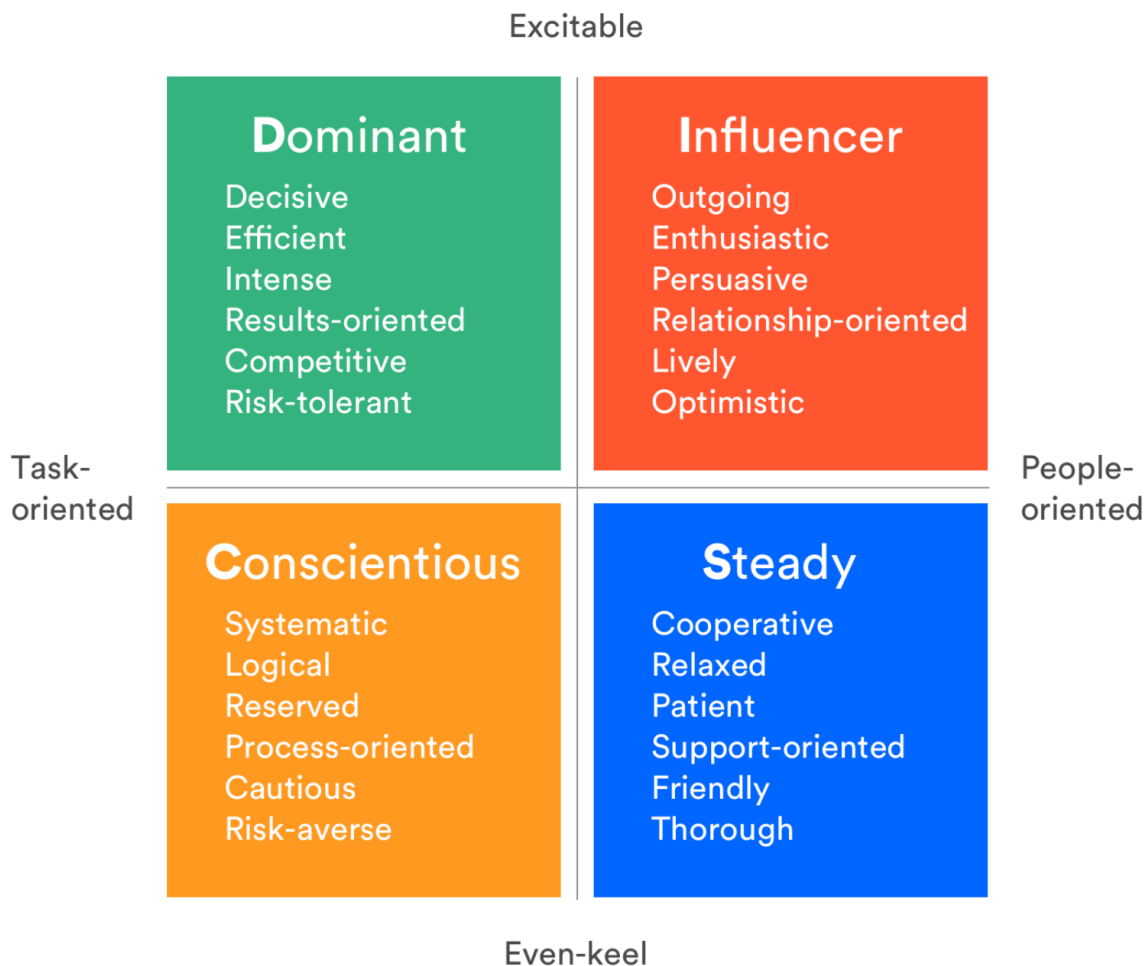 Excitable
Dominant
Decisive
Efficient
Intense
Results-oriented
Competitive
Risk-tolerant
Influencer
Outgoing
Enthusiastic
Persuasive
Relationship-oriented
Lively
Optimistic
Task-
oriented
People-
oriented
Conscientious
Systematic
Logical
Reserved
Process-oriented
Cautious
Risk-averse
Steady
Cooperative
Relaxed
Patient
Support-oriented
Friendly
Thorough
Even-keel